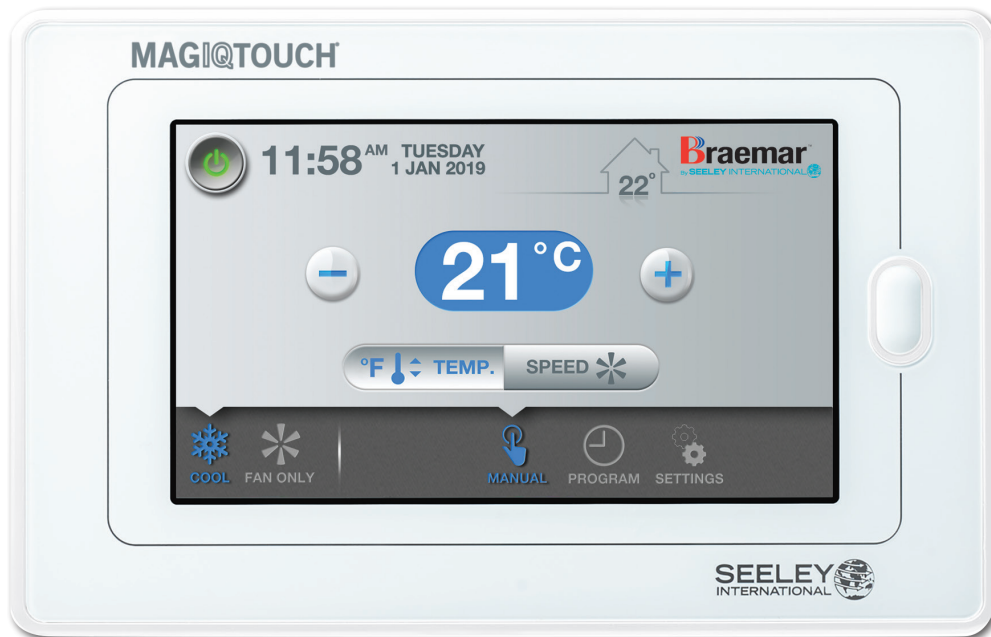 MAGIQTOUCH
11:58 AM TUESDAY
1 JAN 2019
22°
Braemar™
By SEELEY INTERNATIONAL
21°C
°F TEMP.
SPEED
COOL
FAN ONLY
MANUAL
PROGRAM
SETTINGS
SEELEY
INTERNATIONAL